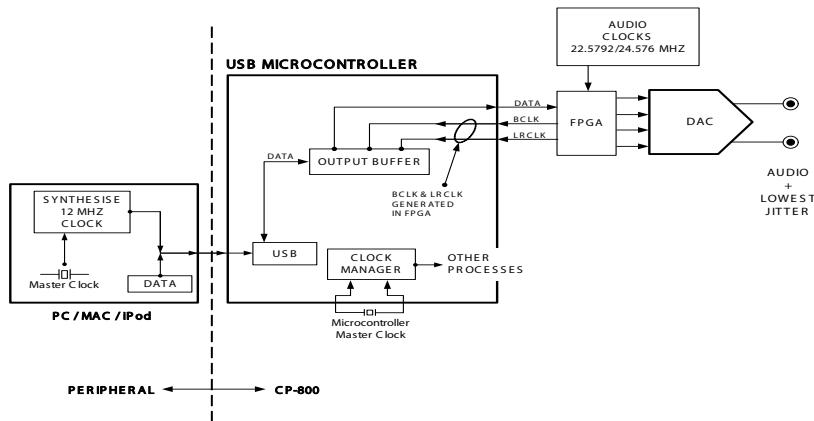 AUDIO
CLOCKS
22.5792/24.576 MHZ
USB MICROCONTROLLER
DATA
BCLK
LRCLK
FPGA
DAC
DATA
OUTPUT BUFFER
BCLK & LRCLK
GENERATED
IN FPGA
AUDIO
+
LOWEST
JITTER
SYNTHESISE
12 MHZ
CLOCK
Master Clock
DATA
USB
CLOCK
MANAGER
OTHER
PROCESSES
PC / MAC / iPod
Microcontroller
Master Clock
PERIPHERAL
CP-800